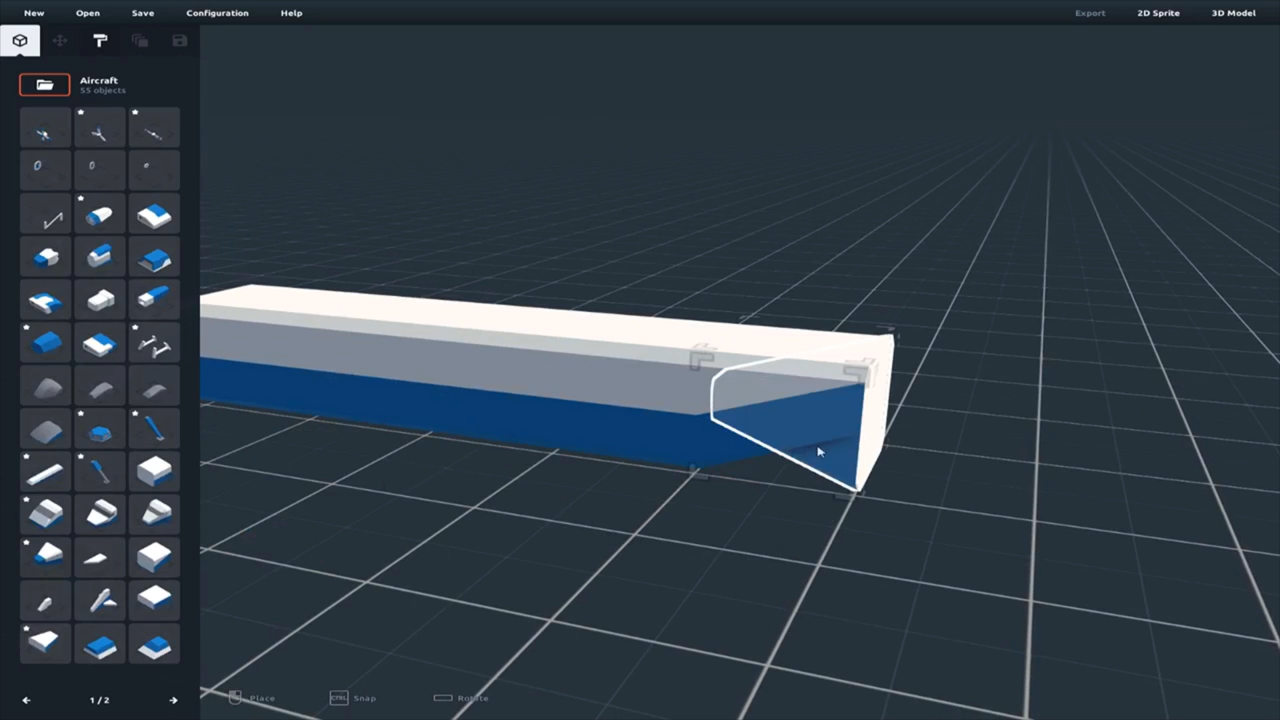 New Open Save Configuration Help Export 2D Sprite 3D Model
Aircraft
55 objects
1 / 2
Place CTRL Snap Rotate